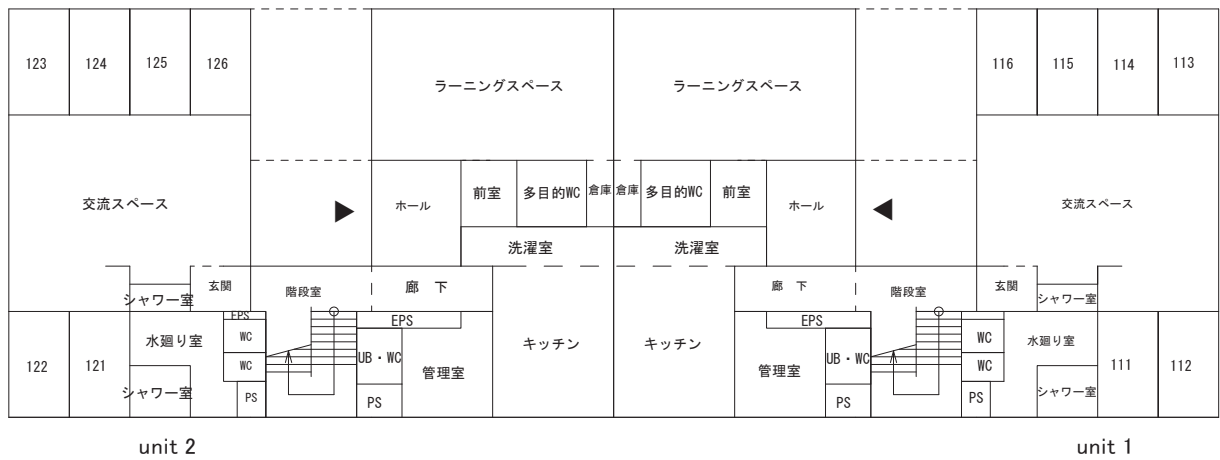 123
124
125
126
ラーニングスペース
ラーニングスペース
116
115
114
113
交流スペース
ホール
前室
多目的WC
倉庫
倉庫
多目的WC
前室
ホール
交流スペース
洗濯室
洗濯室
シャワー室
玄関
階段室
廊 下
廊 下
階段室
玄関
シャワー室
122
121
水廻り室
EPS
WC
WC
シャワー室
PS
EPS
UB・WC
PS
管理室
キッチン
キッチン
EPS
管理室
UB・WC
PS
WC
WC
PS
水廻り室
シャワー室
111
112
unit 2
unit 1